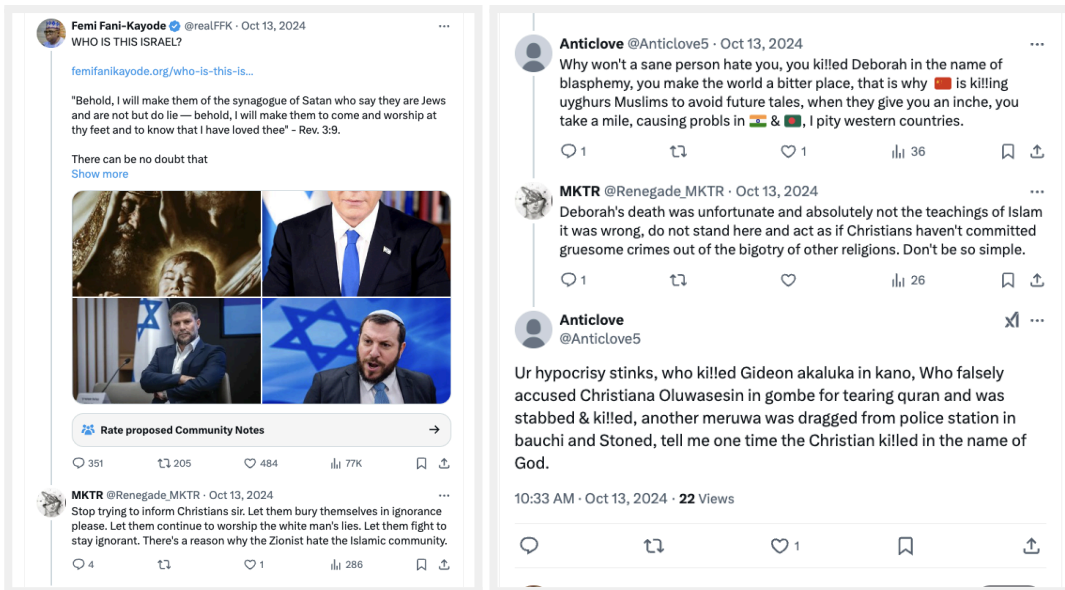 Femi Fani-Kayode @realFFK · Oct 13, 2024
WHO IS THIS ISRAEL?
femifanikayode.org/who-is-this-is...
"Behold, I will make them of the synagogue of Satan who say they are Jews
and are not but do lie — behold, I will make them to come and worship at
thy feet and to know that I have loved thee" - Rev. 3:9.
There can be no doubt that
Show more
Rate proposed Community Notes
351 205 484 77K
MKTR @Renegade_MKTR · Oct 13, 2024
Stop trying to inform Christians sir. Let them bury themselves in ignorance
please. Let them continue to worship the white man's lies. Let them fight to
stay ignorant. There's a reason why the Zionist hate the Islamic community.
4 1 286
Anticlove @Anticlove5 · Oct 13, 2024
Why won't a sane person hate you, you ki!!ed Deborah in the name of
blasphemy, you make the world a bitter place, that is why 🇨🇳 is ki!!ing
uyghurs Muslims to avoid future tales, when they give you an inche, you
take a mile, causing probls in 🇮🇳 & 🇧🇩, I pity western countries.
1 1 36
MKTR @Renegade_MKTR · Oct 13, 2024
Deborah's death was unfortunate and absolutely not the teachings of Islam
it was wrong, do not stand here and act as if Christians haven't committed
gruesome crimes out of the bigotry of other religions. Don't be so simple.
1 26
Anticlove
@Anticlove5
Ur hypocrisy stinks, who ki!!ed Gideon akaluka in kano, Who falsely
accused Christiana Oluwasesin in gombe for tearing quran and was
stabbed & ki!!ed, another meruwa was dragged from police station in
bauchi and Stoned, tell me one time the Christian ki!!ed in the name of
God.
10:33 AM · Oct 13, 2024 · 22 Views
1